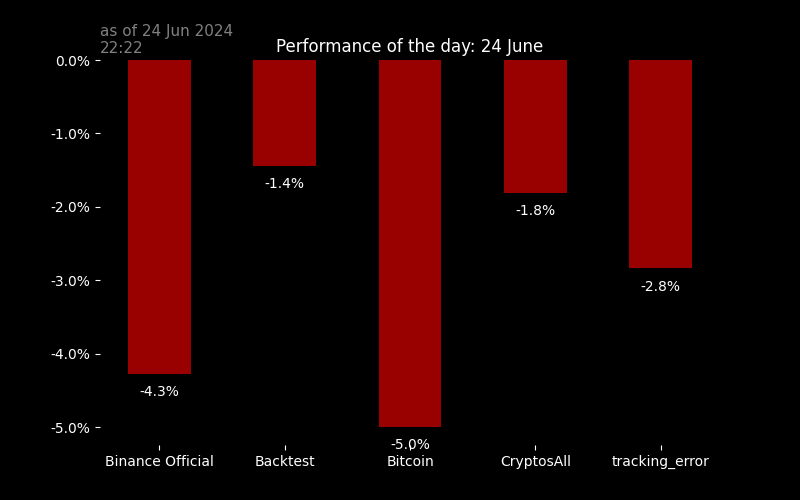 as of 24 Jun 2024
22:22
Performance of the day: 24 June
0.0%
-1.0%
-2.0%
-3.0%
-4.0%
-5.0%
-4.3%
-1.4%
-5.0%
-1.8%
-2.8%
Binance Official
Backtest
Bitcoin
CryptosAll
tracking_error